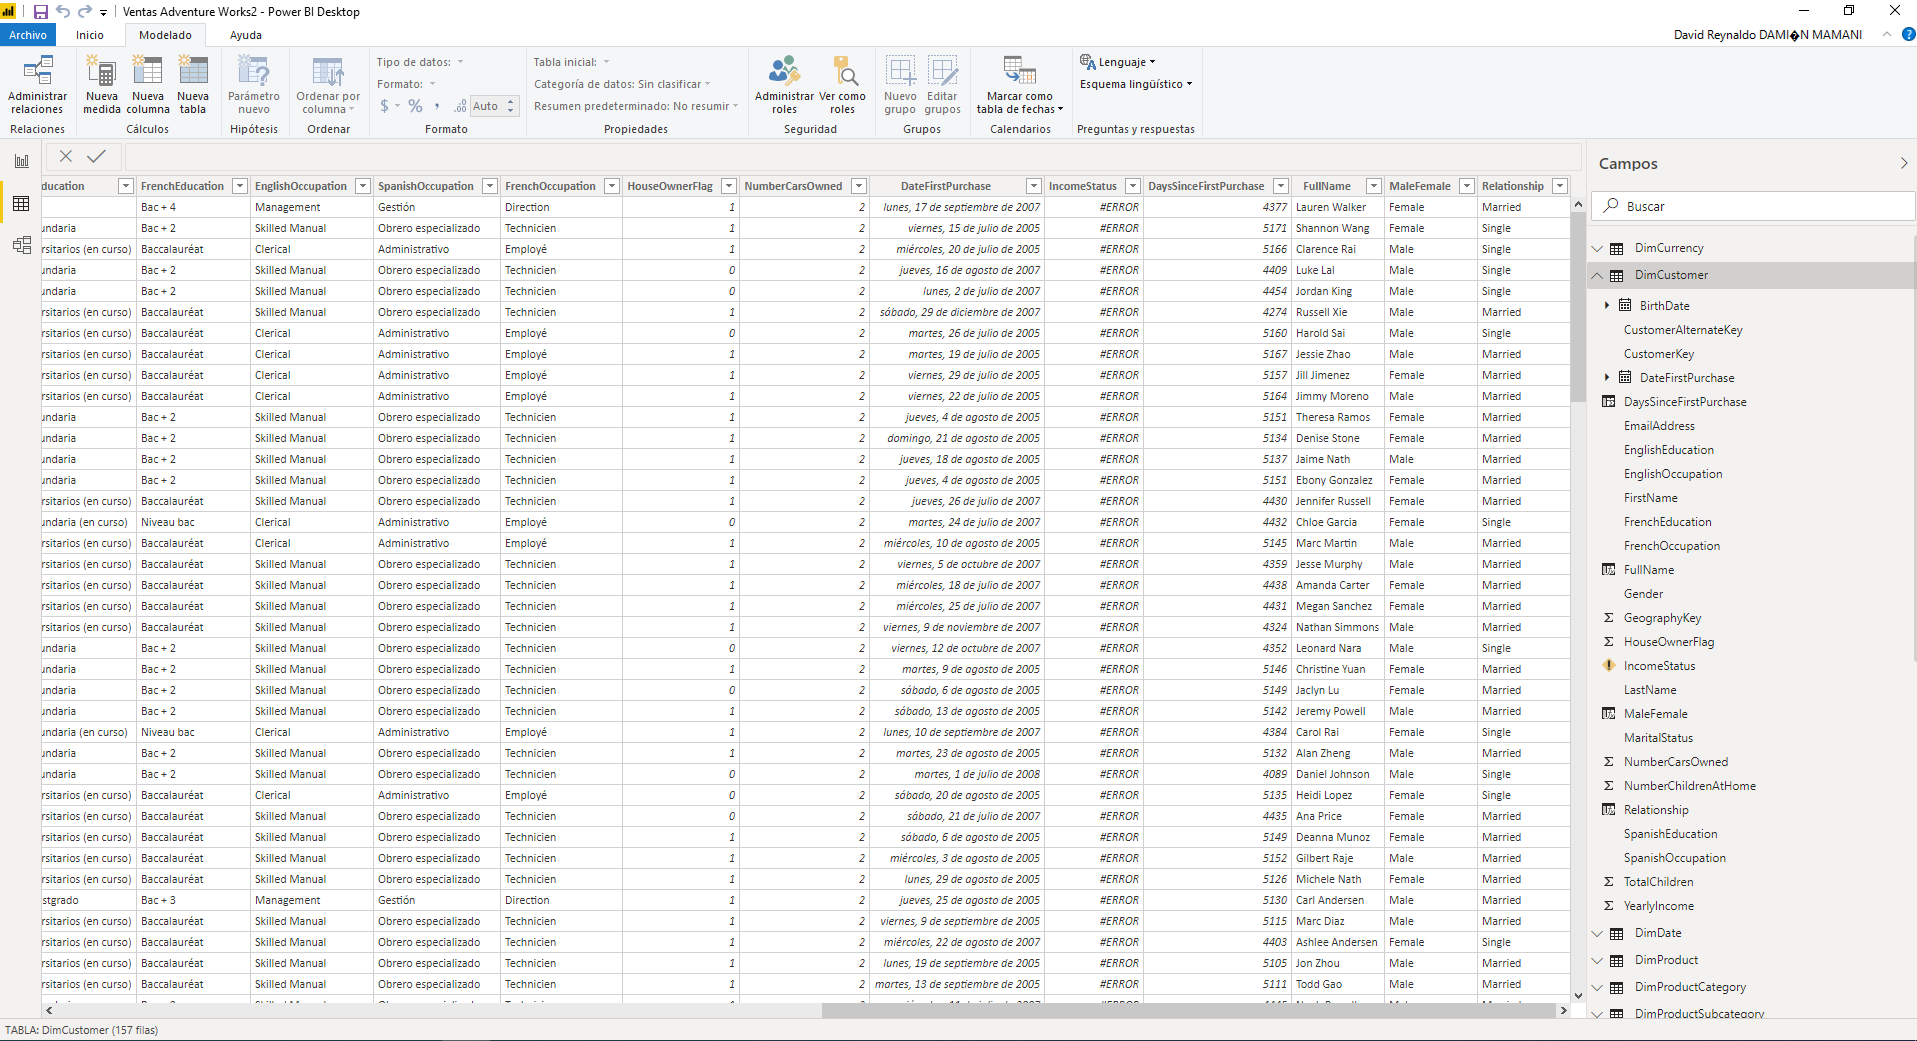 Ventas Adventure Works2 - Power BI Desktop
Archivo Inicio Modelado Ayuda David Reynaldo DAMI�N MAMANI
Administrar relaciones
Relaciones
Nueva medida
Nueva columna
Nueva tabla
Cálculos
Parámetro nuevo
Hipótesis
Ordenar por columna
Ordenar
Tipo de datos:
Formato:
$ % , .00 Auto
Formato
Tabla inicial:
Categoría de datos: Sin clasificar
Resumen predeterminado: No resumir
Propiedades
Administrar roles
Ver como roles
Seguridad
Nuevo grupo
Editar grupos
Grupos
Marcar como tabla de fechas
Calendarios
Lenguaje
Esquema lingüístico
Preguntas y respuestas
ducation FrenchEducation EnglishOccupation SpanishOccupation FrenchOccupation HouseOwnerFlag NumberCarsOwned DateFirstPurchase IncomeStatus DaysSinceFirstPurchase FullName MaleFemale Relationship
Bac + 4 Management Gestión Direction 1 2 lunes, 17 de septiembre de 2007 #ERROR 4377 Lauren Walker Female Married
undaria Bac + 2 Skilled Manual Obrero especializado Technicien 1 2 viernes, 15 de julio de 2005 #ERROR 5171 Shannon Wang Female Single
rsitarios (en curso) Baccalauréat Clerical Administrativo Employé 1 2 miércoles, 20 de julio de 2005 #ERROR 5166 Clarence Rai Male Single
undaria Bac + 2 Skilled Manual Obrero especializado Technicien 0 2 jueves, 16 de agosto de 2007 #ERROR 4409 Luke Lal Male Single
undaria Bac + 2 Skilled Manual Obrero especializado Technicien 0 2 lunes, 2 de julio de 2007 #ERROR 4454 Jordan King Male Single
rsitarios (en curso) Baccalauréat Skilled Manual Obrero especializado Technicien 1 2 sábado, 29 de diciembre de 2007 #ERROR 4274 Russell Xie Male Married
rsitarios (en curso) Baccalauréat Clerical Administrativo Employé 0 2 martes, 26 de julio de 2005 #ERROR 5160 Harold Sai Male Single
rsitarios (en curso) Baccalauréat Clerical Administrativo Employé 1 2 martes, 19 de julio de 2005 #ERROR 5167 Jessie Zhao Male Married
rsitarios (en curso) Baccalauréat Clerical Administrativo Employé 1 2 viernes, 29 de julio de 2005 #ERROR 5157 Jill Jimenez Female Married
rsitarios (en curso) Baccalauréat Clerical Administrativo Employé 1 2 viernes, 22 de julio de 2005 #ERROR 5164 Jimmy Moreno Male Married
undaria Bac + 2 Skilled Manual Obrero especializado Technicien 1 2 jueves, 4 de agosto de 2005 #ERROR 5151 Theresa Ramos Female Married
undaria Bac + 2 Skilled Manual Obrero especializado Technicien 1 2 domingo, 21 de agosto de 2005 #ERROR 5134 Denise Stone Female Married
undaria Bac + 2 Skilled Manual Obrero especializado Technicien 1 2 jueves, 18 de agosto de 2005 #ERROR 5137 Jaime Nath Male Married
undaria Bac + 2 Skilled Manual Obrero especializado Technicien 1 2 jueves, 4 de agosto de 2005 #ERROR 5151 Ebony Gonzalez Female Married
rsitarios (en curso) Baccalauréat Skilled Manual Obrero especializado Technicien 1 2 jueves, 26 de julio de 2007 #ERROR 4430 Jennifer Russell Female Married
undaria (en curso) Niveau bac Clerical Administrativo Employé 0 2 martes, 24 de julio de 2007 #ERROR 4432 Chloe Garcia Female Single
rsitarios (en curso) Baccalauréat Clerical Administrativo Employé 1 2 miércoles, 10 de agosto de 2005 #ERROR 5145 Marc Martin Male Married
rsitarios (en curso) Baccalauréat Skilled Manual Obrero especializado Technicien 1 2 viernes, 5 de octubre de 2007 #ERROR 4359 Jesse Murphy Male Married
rsitarios (en curso) Baccalauréat Skilled Manual Obrero especializado Technicien 1 2 miércoles, 18 de julio de 2007 #ERROR 4438 Amanda Carter Female Married
rsitarios (en curso) Baccalauréat Skilled Manual Obrero especializado Technicien 1 2 miércoles, 25 de julio de 2007 #ERROR 4431 Megan Sanchez Female Married
rsitarios (en curso) Baccalauréat Skilled Manual Obrero especializado Technicien 1 2 viernes, 9 de noviembre de 2007 #ERROR 4324 Nathan Simmons Male Married
undaria Bac + 2 Skilled Manual Obrero especializado Technicien 0 2 viernes, 12 de octubre de 2007 #ERROR 4352 Leonard Nara Male Single
undaria Bac + 2 Skilled Manual Obrero especializado Technicien 1 2 martes, 9 de agosto de 2005 #ERROR 5146 Christine Yuan Female Married
undaria Bac + 2 Skilled Manual Obrero especializado Technicien 0 2 sábado, 6 de agosto de 2005 #ERROR 5149 Jaclyn Lu Female Married
undaria Bac + 2 Skilled Manual Obrero especializado Technicien 1 2 sábado, 13 de agosto de 2005 #ERROR 5142 Jeremy Powell Male Married
undaria (en curso) Niveau bac Clerical Administrativo Employé 1 2 lunes, 10 de septiembre de 2007 #ERROR 4384 Carol Rai Female Single
undaria Bac + 2 Skilled Manual Obrero especializado Technicien 1 2 martes, 23 de agosto de 2005 #ERROR 5132 Alan Zheng Male Married
undaria Bac + 2 Skilled Manual Obrero especializado Technicien 0 2 martes, 1 de julio de 2008 #ERROR 4089 Daniel Johnson Male Single
rsitarios (en curso) Baccalauréat Clerical Administrativo Employé 0 2 sábado, 20 de agosto de 2005 #ERROR 5135 Heidi Lopez Female Single
rsitarios (en curso) Baccalauréat Skilled Manual Obrero especializado Technicien 0 2 sábado, 21 de julio de 2007 #ERROR 4435 Ana Price Female Married
rsitarios (en curso) Baccalauréat Skilled Manual Obrero especializado Technicien 1 2 sábado, 6 de agosto de 2005 #ERROR 5149 Deanna Munoz Female Married
rsitarios (en curso) Baccalauréat Skilled Manual Obrero especializado Technicien 1 2 miércoles, 3 de agosto de 2005 #ERROR 5152 Gilbert Raje Male Married
rsitarios (en curso) Baccalauréat Skilled Manual Obrero especializado Technicien 1 2 lunes, 29 de agosto de 2005 #ERROR 5126 Michele Nath Female Married
stgrado Bac + 3 Management Gestión Direction 1 2 jueves, 25 de agosto de 2005 #ERROR 5130 Carl Andersen Male Married
rsitarios (en curso) Baccalauréat Skilled Manual Obrero especializado Technicien 1 2 viernes, 9 de septiembre de 2005 #ERROR 5115 Marc Diaz Male Married
rsitarios (en curso) Baccalauréat Skilled Manual Obrero especializado Technicien 1 2 miércoles, 22 de agosto de 2007 #ERROR 4403 Ashlee Andersen Female Single
rsitarios (en curso) Baccalauréat Skilled Manual Obrero especializado Technicien 1 2 lunes, 19 de septiembre de 2005 #ERROR 5105 Jon Zhou Male Married
rsitarios (en curso) Baccalauréat Skilled Manual Obrero especializado Technicien 1 2 martes, 13 de septiembre de 2005 #ERROR 5111 Todd Gao Male Married
Campos
Buscar
DimCurrency
DimCustomer
BirthDate
CustomerAlternateKey
CustomerKey
DateFirstPurchase
DaysSinceFirstPurchase
EmailAddress
EnglishEducation
EnglishOccupation
FirstName
FrenchEducation
FrenchOccupation
FullName
Gender
GeographyKey
HouseOwnerFlag
IncomeStatus
LastName
MaleFemale
MaritalStatus
NumberCarsOwned
NumberChildrenAtHome
Relationship
SpanishEducation
SpanishOccupation
TotalChildren
YearlyIncome
DimDate
DimProduct
DimProductCategory
DimProductSubcategory
TABLA: DimCustomer (157 filas)